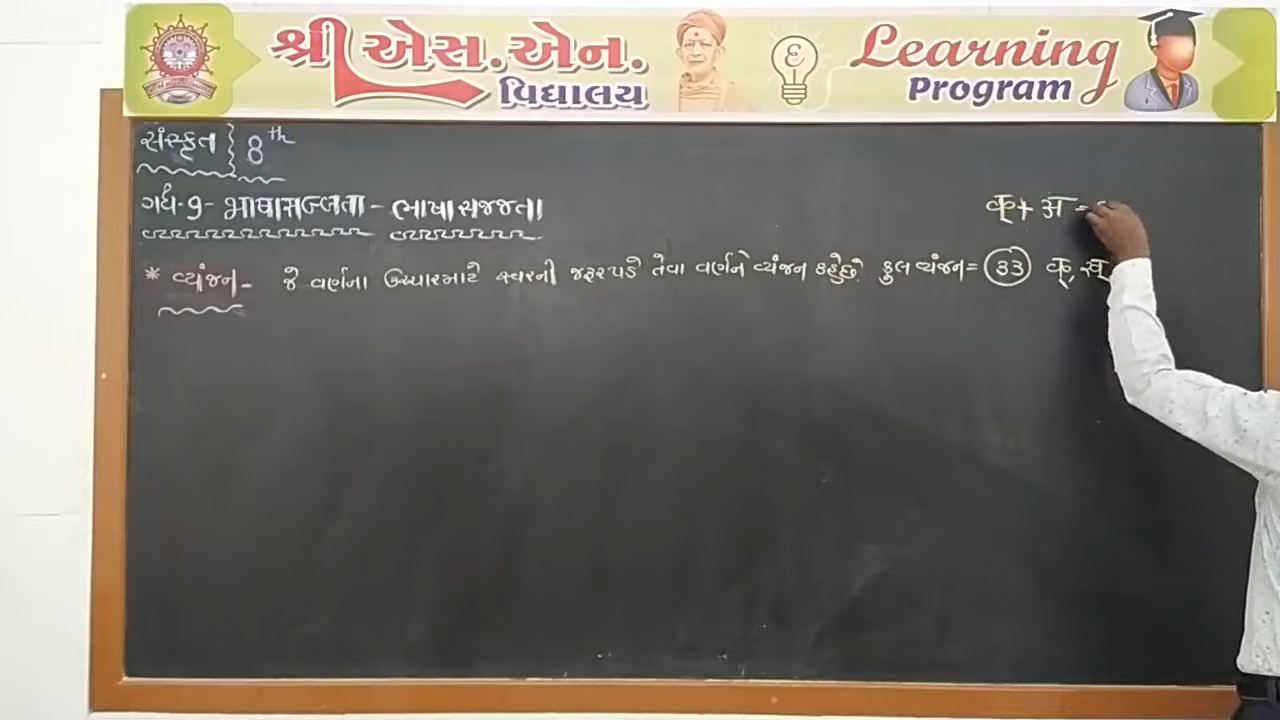 શ્રી એસ.એન. વિદ્યાલય
Learning Program
સંસ્કૃત } 8th
ગદ્ય-9- भाषासज्जता - ભાષાસજ્જતા
क् + अ =
* વ્યંજન - જે વર્ણના ઉચ્ચારમાટે સ્વરની જરૂરપડે તેવા વર્ણને વ્યંજન કહેછે. કુલ વ્યંજન = (33) क्, ख्